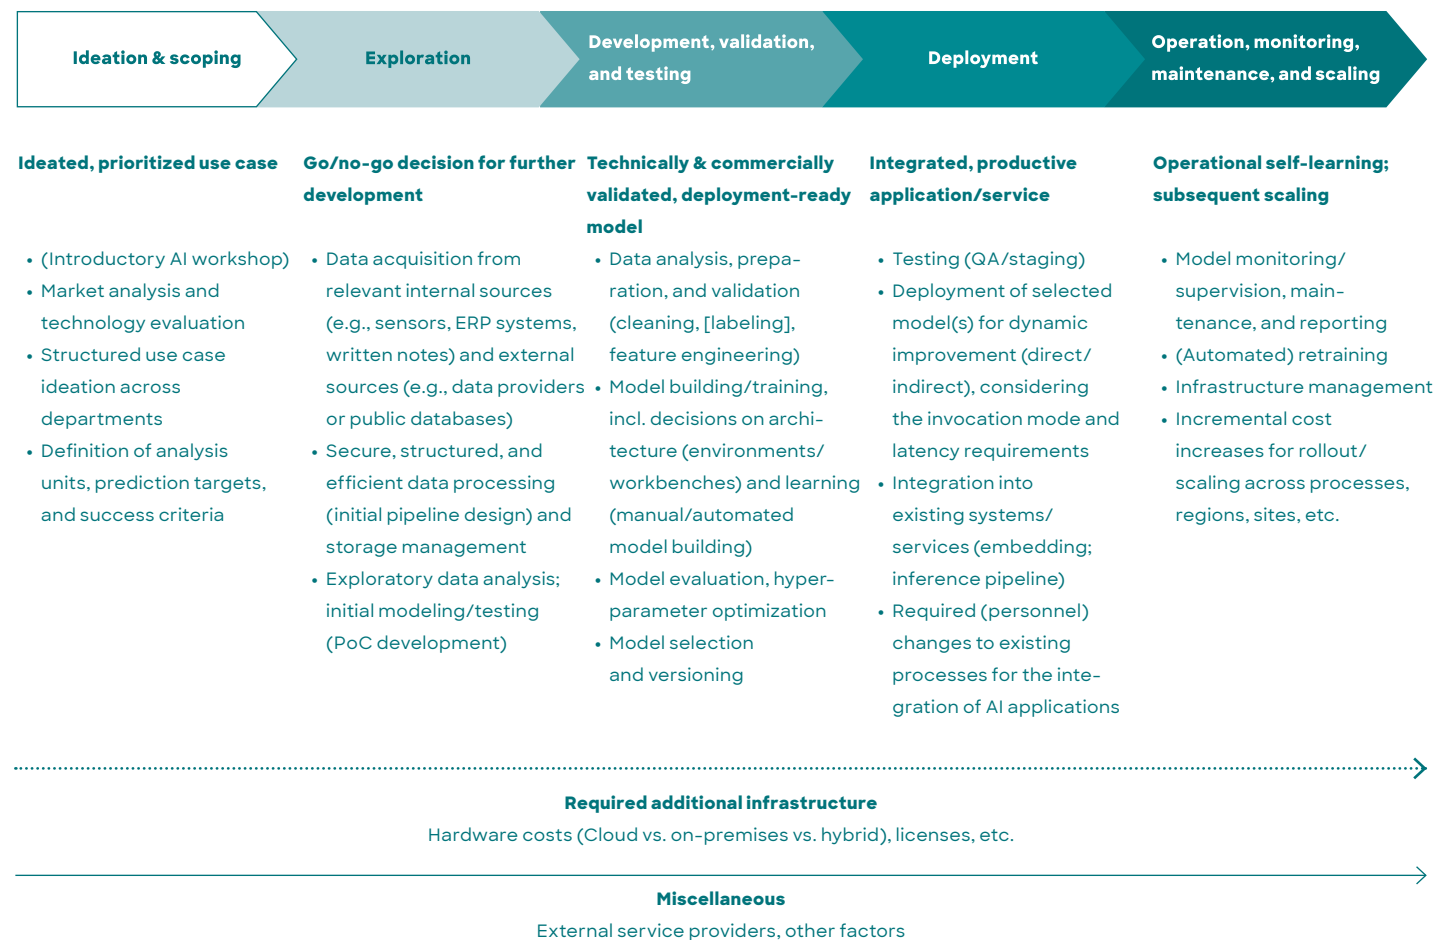 Ideation & scoping
Exploration
Development, validation,
and testing
Deployment
Operation, monitoring,
maintenance, and scaling
Ideated, prioritized use case
• (Introductory AI workshop)
• Market analysis and
technology evaluation
• Structured use case
ideation across
departments
• Definition of analysis
units, prediction targets,
and success criteria
Go/no-go decision for further
development
• Data acquisition from
relevant internal sources
(e.g., sensors, ERP systems,
written notes) and external
sources (e.g., data providers
or public databases)
• Secure, structured, and
efficient data processing
(initial pipeline design) and
storage management
• Exploratory data analysis;
initial modeling/testing
(PoC development)
Technically & commercially
validated, deployment-ready
model
• Data analysis, prepa-
ration, and validation
(cleaning, [labeling],
feature engineering)
• Model building/training,
incl. decisions on archi-
tecture (environments/
workbenches) and learning
(manual/automated
model building)
• Model evaluation, hyper-
parameter optimization
• Model selection
and versioning
Integrated, productive
application/service
• Testing (QA/staging)
• Deployment of selected
model(s) for dynamic
improvement (direct/
indirect), considering
the invocation mode and
latency requirements
• Integration into
existing systems/
services (embedding;
inference pipeline)
• Required (personnel)
changes to existing
processes for the inte-
gration of AI applications
Operational self-learning;
subsequent scaling
• Model monitoring/
supervision, main-
tenance, and reporting
• (Automated) retraining
• Infrastructure management
• Incremental cost
increases for rollout/
scaling across processes,
regions, sites, etc.
Required additional infrastructure
Hardware costs (Cloud vs. on-premises vs. hybrid), licenses, etc.
Miscellaneous
External service providers, other factors